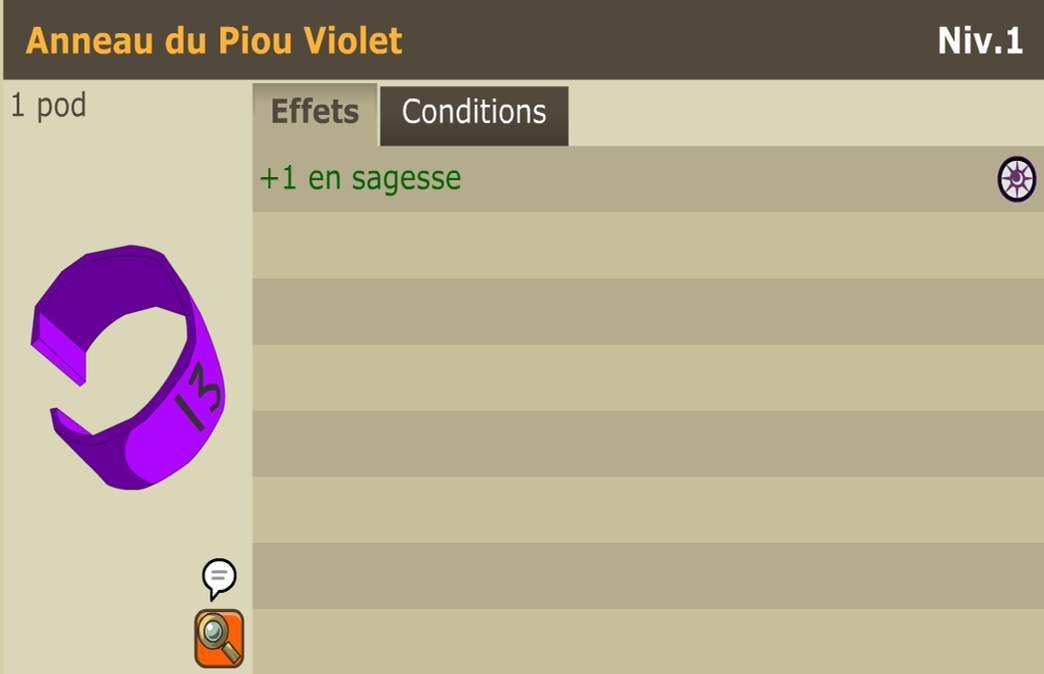 Anneau du Piou Violet
Niv.1
1 pod
Effets
Conditions
+1 en sagesse
13